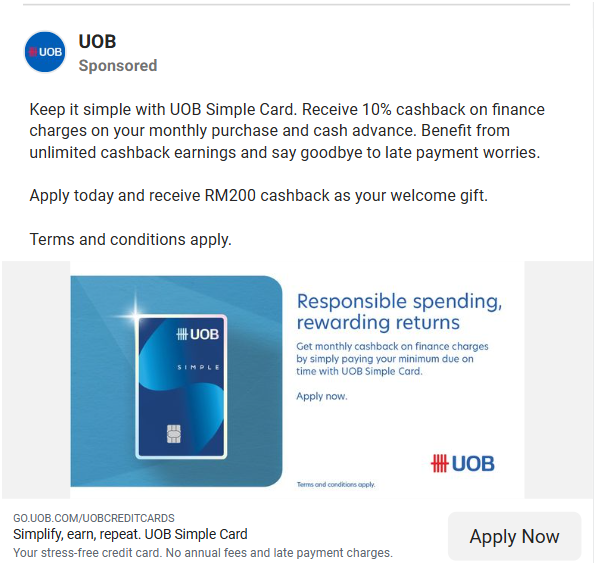 UOB
UOB
Sponsored
Keep it simple with UOB Simple Card. Receive 10% cashback on finance
charges on your monthly purchase and cash advance. Benefit from
unlimited cashback earnings and say goodbye to late payment worries.
Apply today and receive RM200 cashback as your welcome gift.
Terms and conditions apply.
UOB
SIMPLE
Responsible spending,
rewarding returns
Get monthly cashback on finance charges
by simply paying your minimum due on
time with UOB Simple Card.
Apply now.
UOB
Terms and conditions apply.
GO.UOB.COM/UOBCREDITCARDS
Simplify, earn, repeat. UOB Simple Card
Your stress-free credit card. No annual fees and late payment charges.
Apply Now